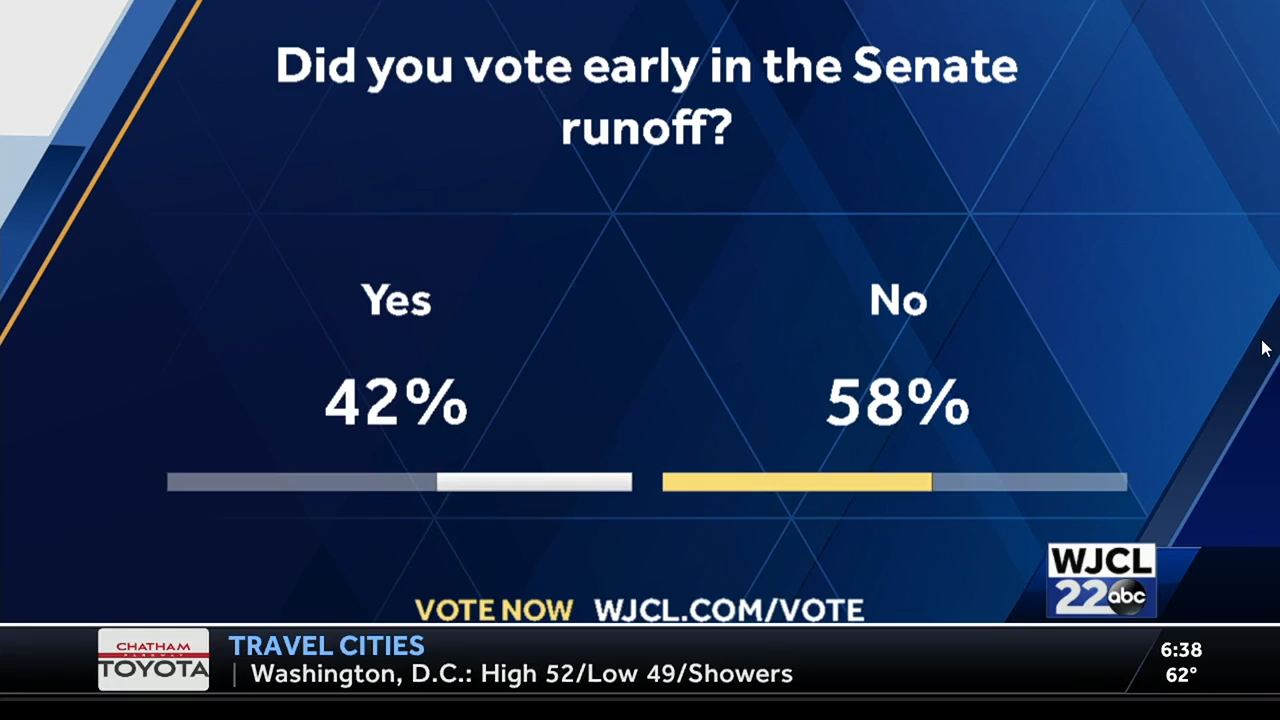 Did you vote early in the Senate
runoff?
Yes
No
42%
58%
VOTE NOW WJCL.COM/VOTE
WJCL
22 abc
CHATHAM
PARKWAY
TOYOTA
TRAVEL CITIES
Washington, D.C.: High 52/Low 49/Showers
6:38
62°